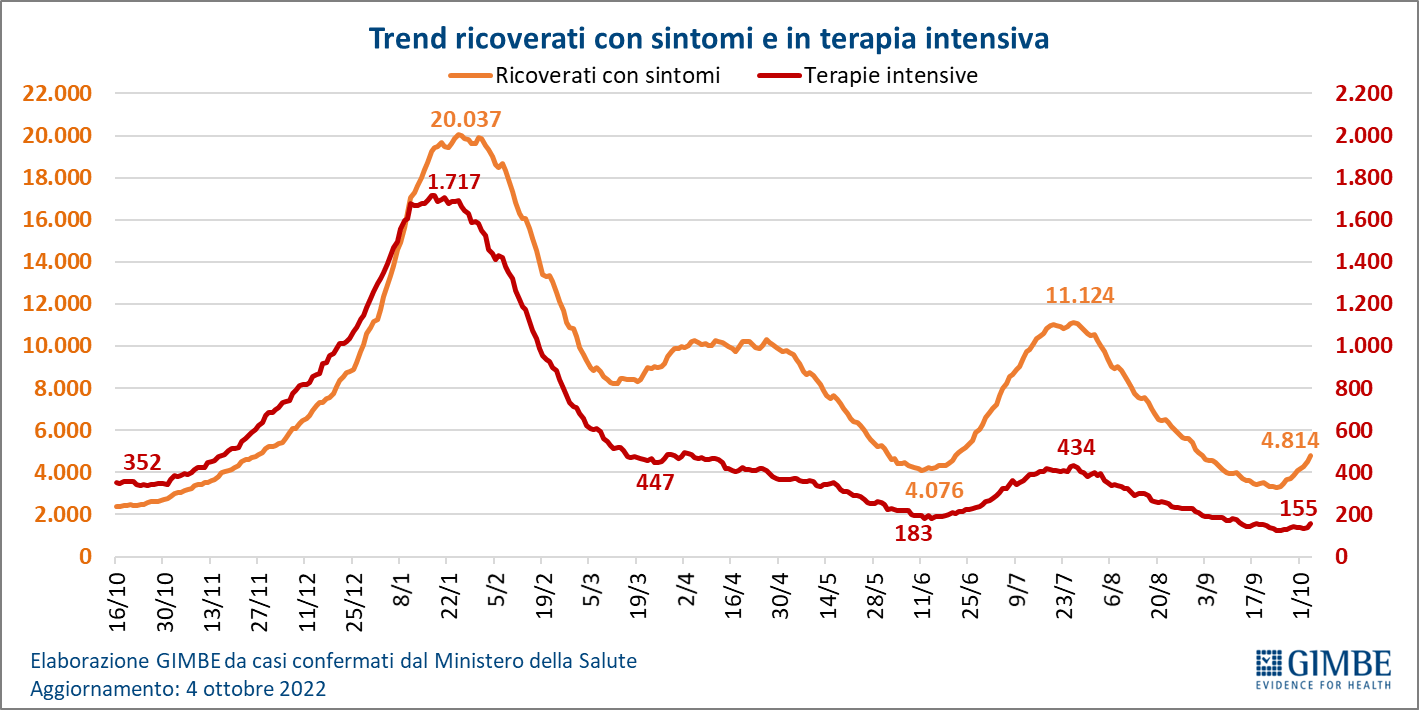 Trend ricoverati con sintomi e in terapia intensiva
Ricoverati con sintomi Terapie intensive
22.000 2.200
20.000 20.037 2.000
18.000 1.717 1.800
16.000 1.600
14.000 1.400
12.000 11.124 1.200
10.000 1.000
8.000 800
6.000 600
4.814
352 434
4.000 447 4.076 400
2.000 183 155 200
0 0
16/10 30/10 13/11 27/11 11/12 25/12 8/1 22/1 5/2 19/2 5/3 19/3 2/4 16/4 30/4 14/5 28/5 11/6 25/6 9/7 23/7 6/8 20/8 3/9 17/9 1/10
Elaborazione GIMBE da casi confermati dal Ministero della Salute
Aggiornamento: 4 ottobre 2022
GIMBE
EVIDENCE FOR HEALTH